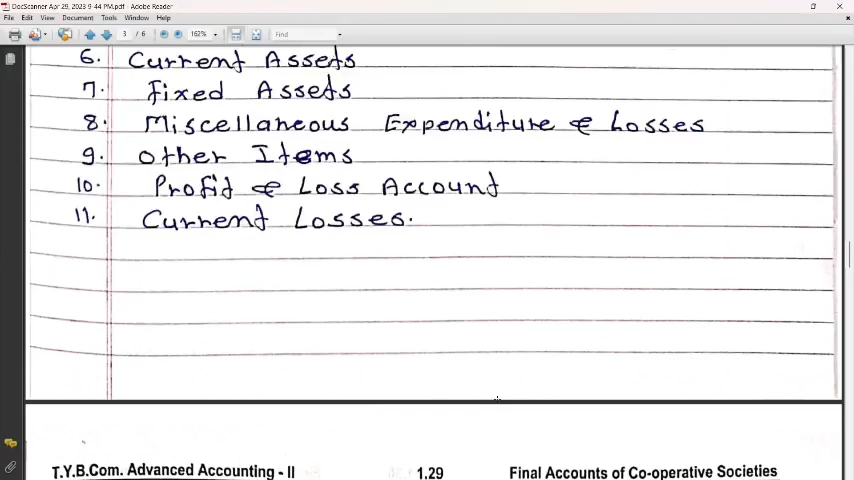 DocScanner Apr 29, 2023 9-44 PM.pdf - Adobe Reader
File Edit View Document Tools Window Help
3 / 6 162% Find
6. Current Assets
7. Fixed Assets
8. Miscellaneous Expenditure & Losses
9. Other Items
10. Profit & Loss Account
11. Current Losses.
T.Y.B.Com. Advanced Accounting - II 1.29 Final Accounts of Co-operative Societies